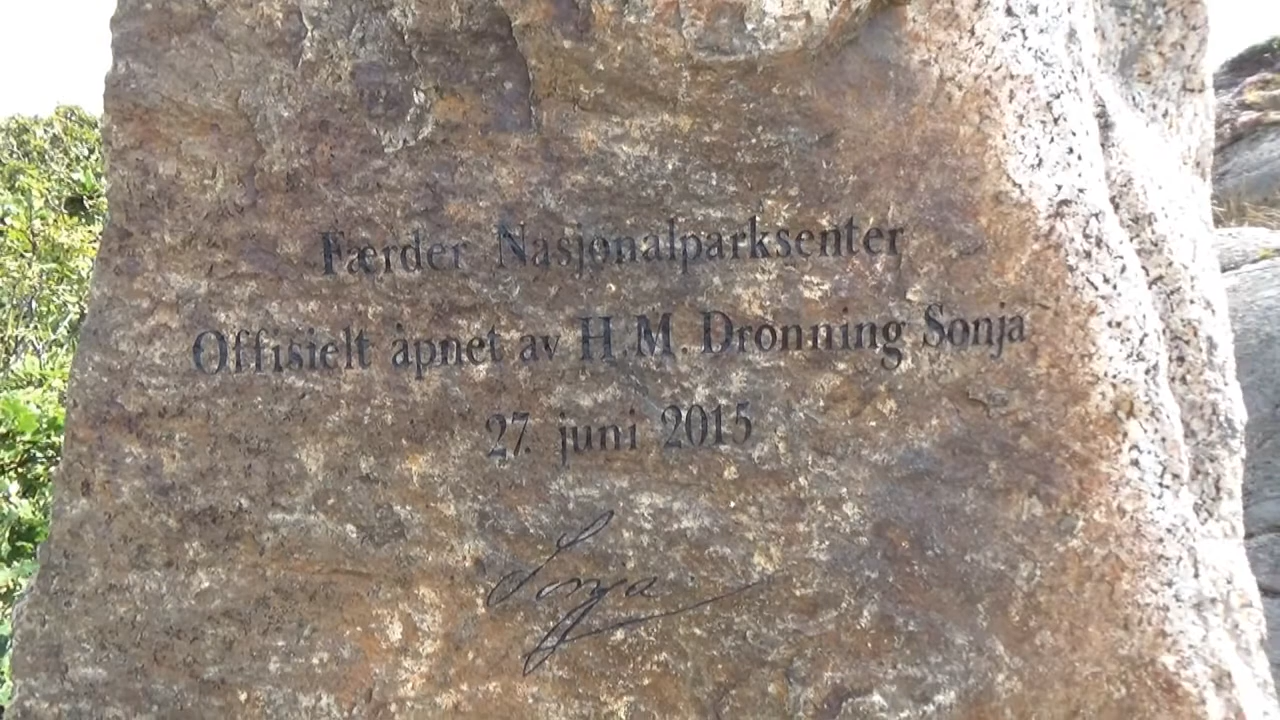 Færder Nasjonalparksenter
Offisielt åpnet av H.M. Dronning Sonja
27. juni 2015
Sonja